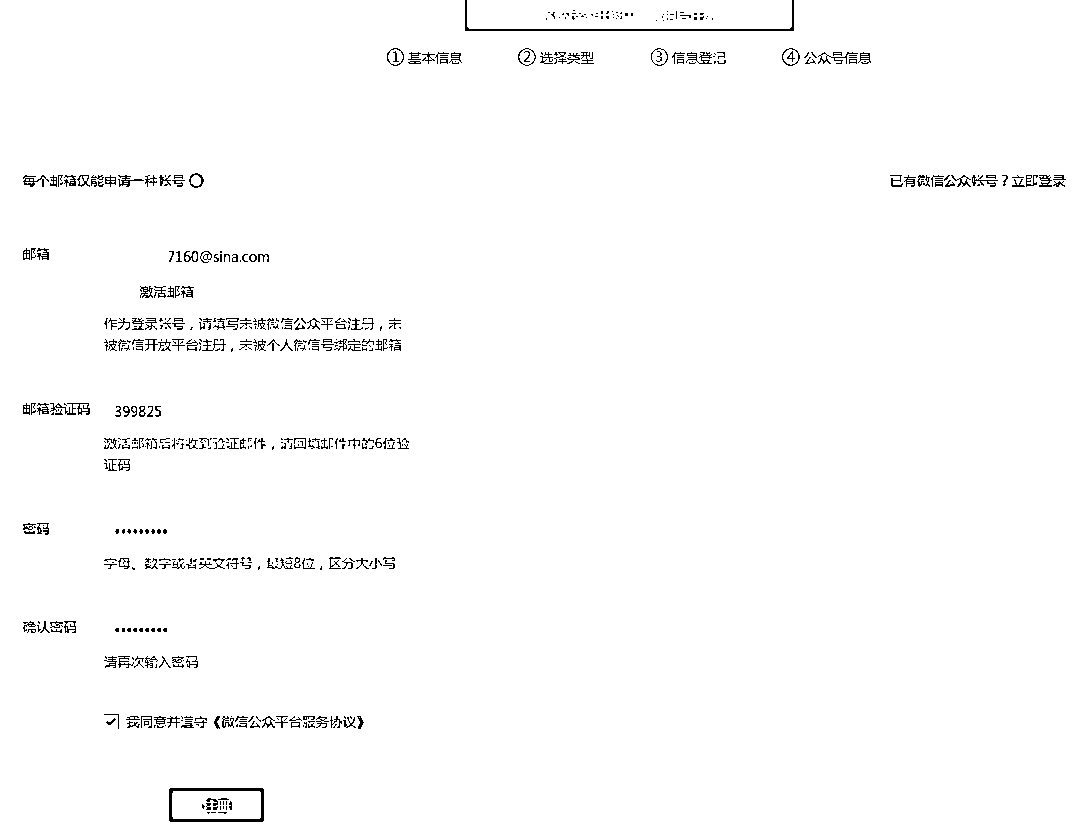 ① 基本信息 ② 选择类型 ③ 信息登记 ④ 公众号信息
每个邮箱仅能申请一种帐号
已有微信公众帐号？立即登录
邮箱 7160@sina.com
激活邮箱
作为登录帐号，请填写未被微信公众平台注册，未
被微信开放平台注册，未被个人微信号绑定的邮箱
邮箱验证码 399825
激活邮箱后将收到验证邮件，请回填邮件中的6位验
证码
密码 •••••••••
字母、数字或者英文符号，最短8位，区分大小写
确认密码 •••••••••
请再次输入密码
我同意并遵守《微信公众平台服务协议》
注册